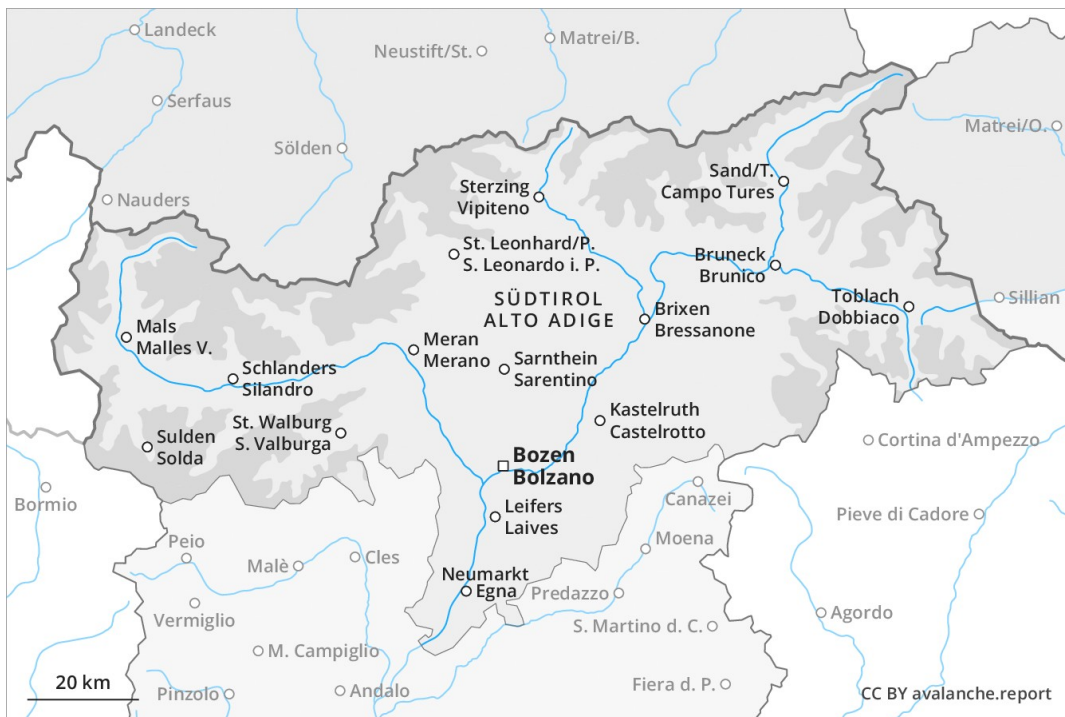 Landeck
Neustift/St.
Matrei/B.
Serfaus
Sölden
Matrei/O.
Nauders
Sterzing
Vipiteno
Sand/T.
Campo Tures
St. Leonhard/P.
S. Leonardo i. P.
Bruneck
Brunico
SÜDTIROL
ALTO ADIGE
Toblach
Dobbiaco
Sillian
Mals
Malles V.
Brixen
Bressanone
Meran
Merano
Schlanders
Silandro
Sarnthein
Sarentino
St. Walburg
S. Valburga
Kastelruth
Castelrotto
Sulden
Solda
Cortina d'Ampezzo
Bozen
Bolzano
Bormio
Canazei
Leifers
Laives
Pieve di Cadore
Peio
Malè
Cles
Moena
Neumarkt
Egna
Predazzo
Vermiglio
Agordo
S. Martino d. C.
M. Campiglio
20 km
Pinzolo
Andalo
Fiera d. P.
CC BY avalanche.report